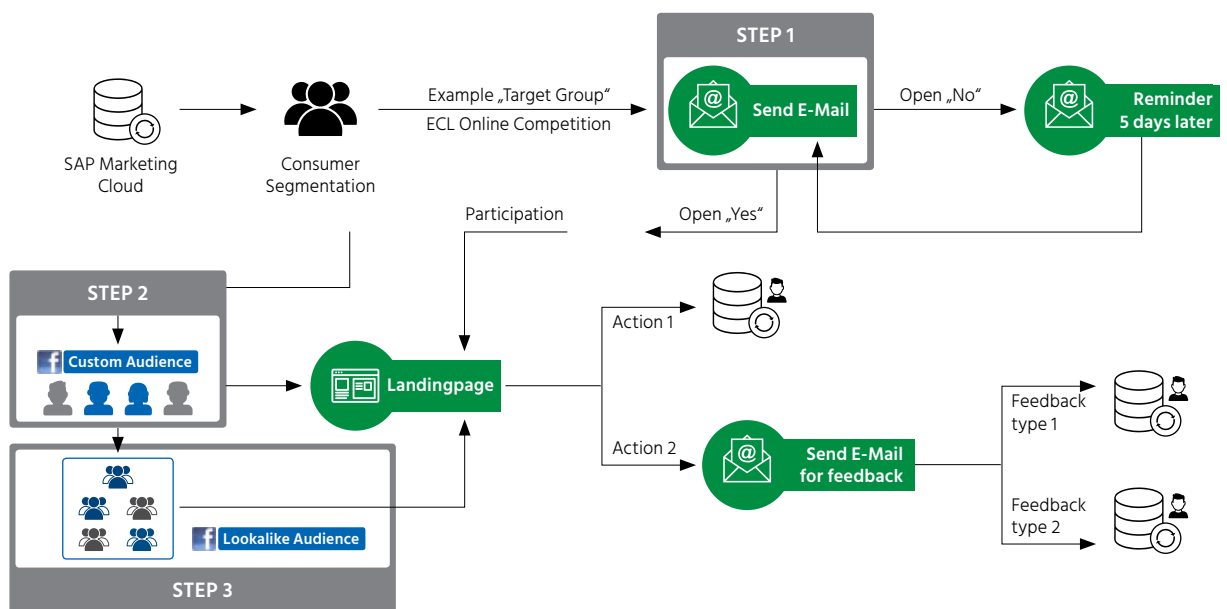 STEP 1
SAP Marketing
Cloud
Consumer
Segmentation
Example „Target Group“
ECL Online Competition
@
Send E-Mail
Open „No“
@
Reminder
5 days later
Participation
Open „Yes“
STEP 2
f
Custom Audience
Landingpage
Action 1
Action 2
@
Send E-Mail
for feedback
Feedback
type 1
Feedback
type 2
f
Lookalike Audience
STEP 3